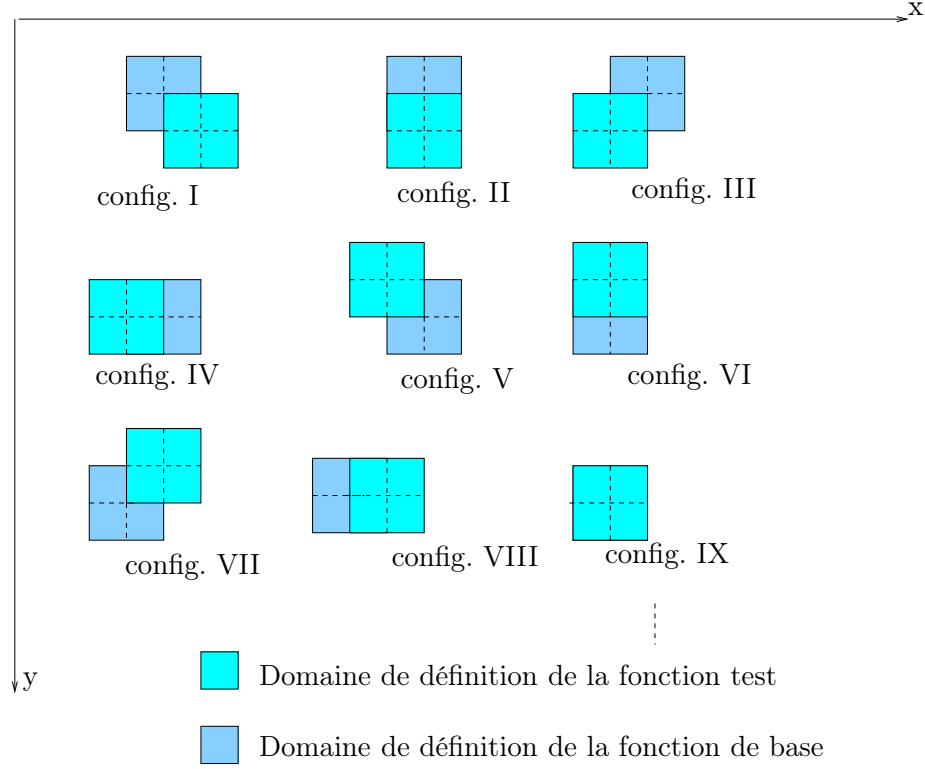 x
config. I
config. II
config. III
config. IV
config. V
config. VI
config. VII
config. VIII
config. IX
y
Domaine de définition de la fonction test
Domaine de définition de la fonction de base